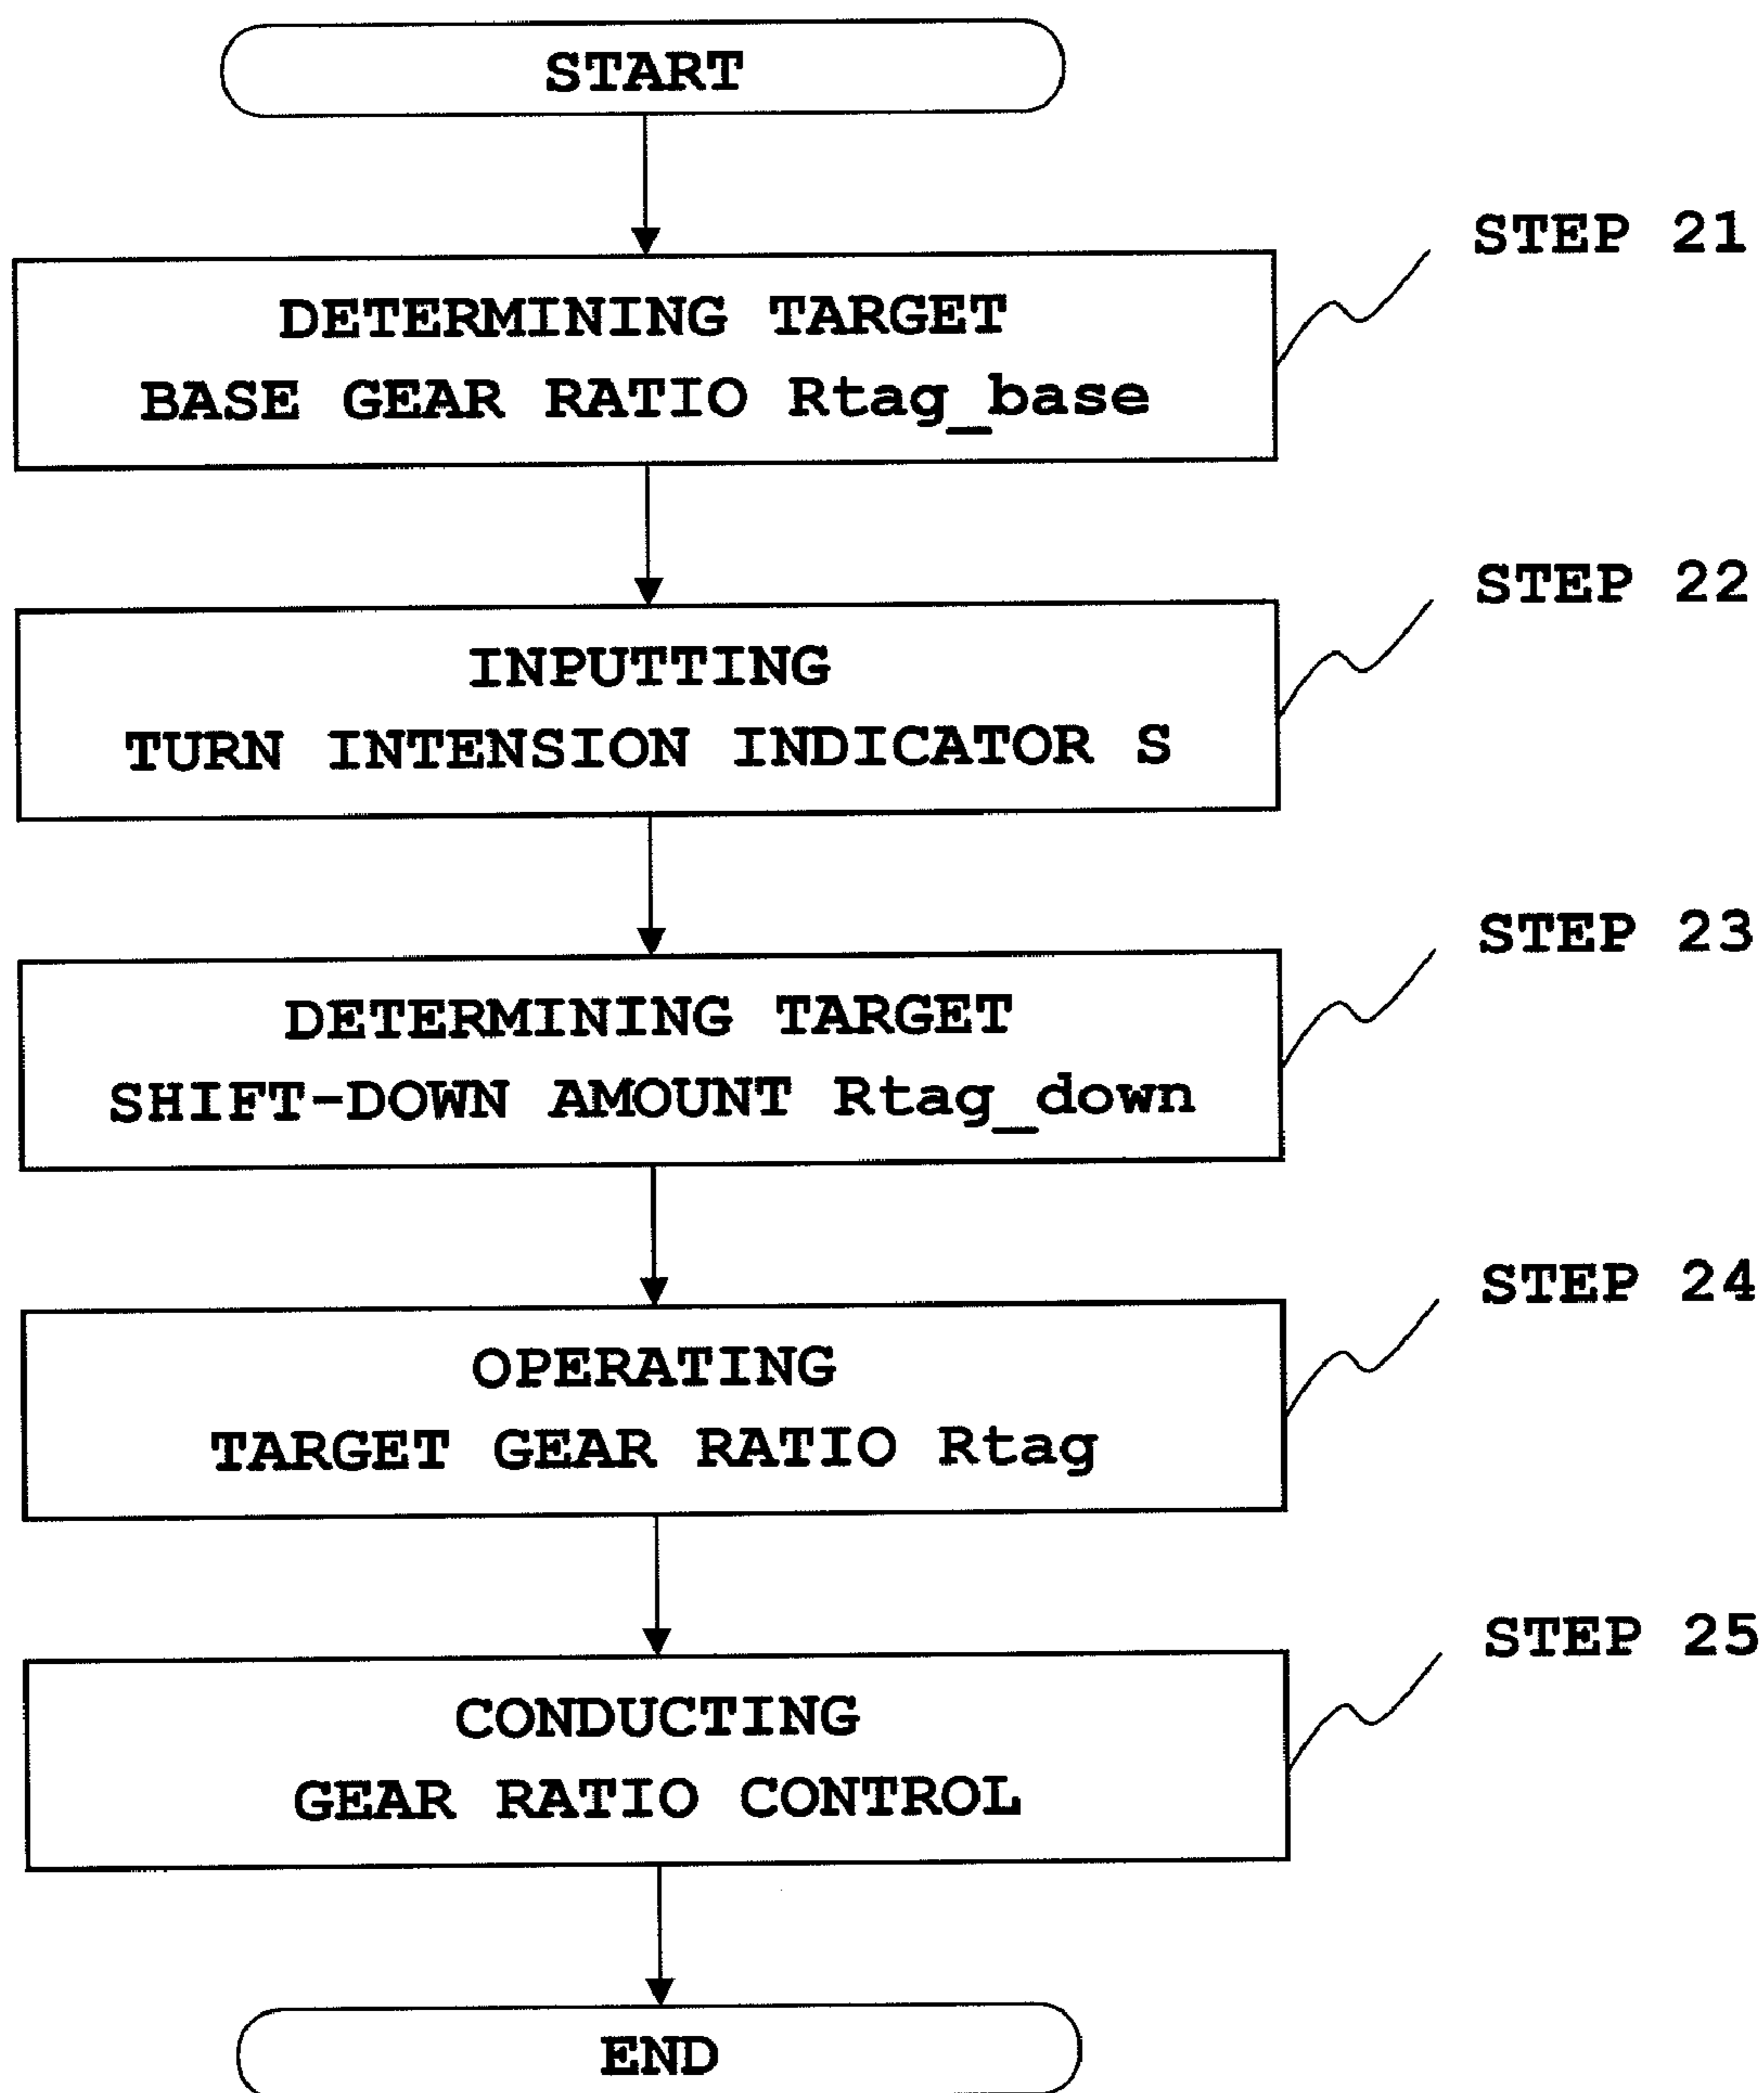 START
STEP 21
DETERMINING TARGET
BASE GEAR RATIO Rtag_base
STEP 22
INPUTTING
TURN INTENSION INDICATOR S
STEP 23
DETERMINING TARGET
SHIFT-DOWN AMOUNT Rtag_down
STEP 24
OPERATING
TARGET GEAR RATIO Rtag
STEP 25
CONDUCTING
GEAR RATIO CONTROL
END